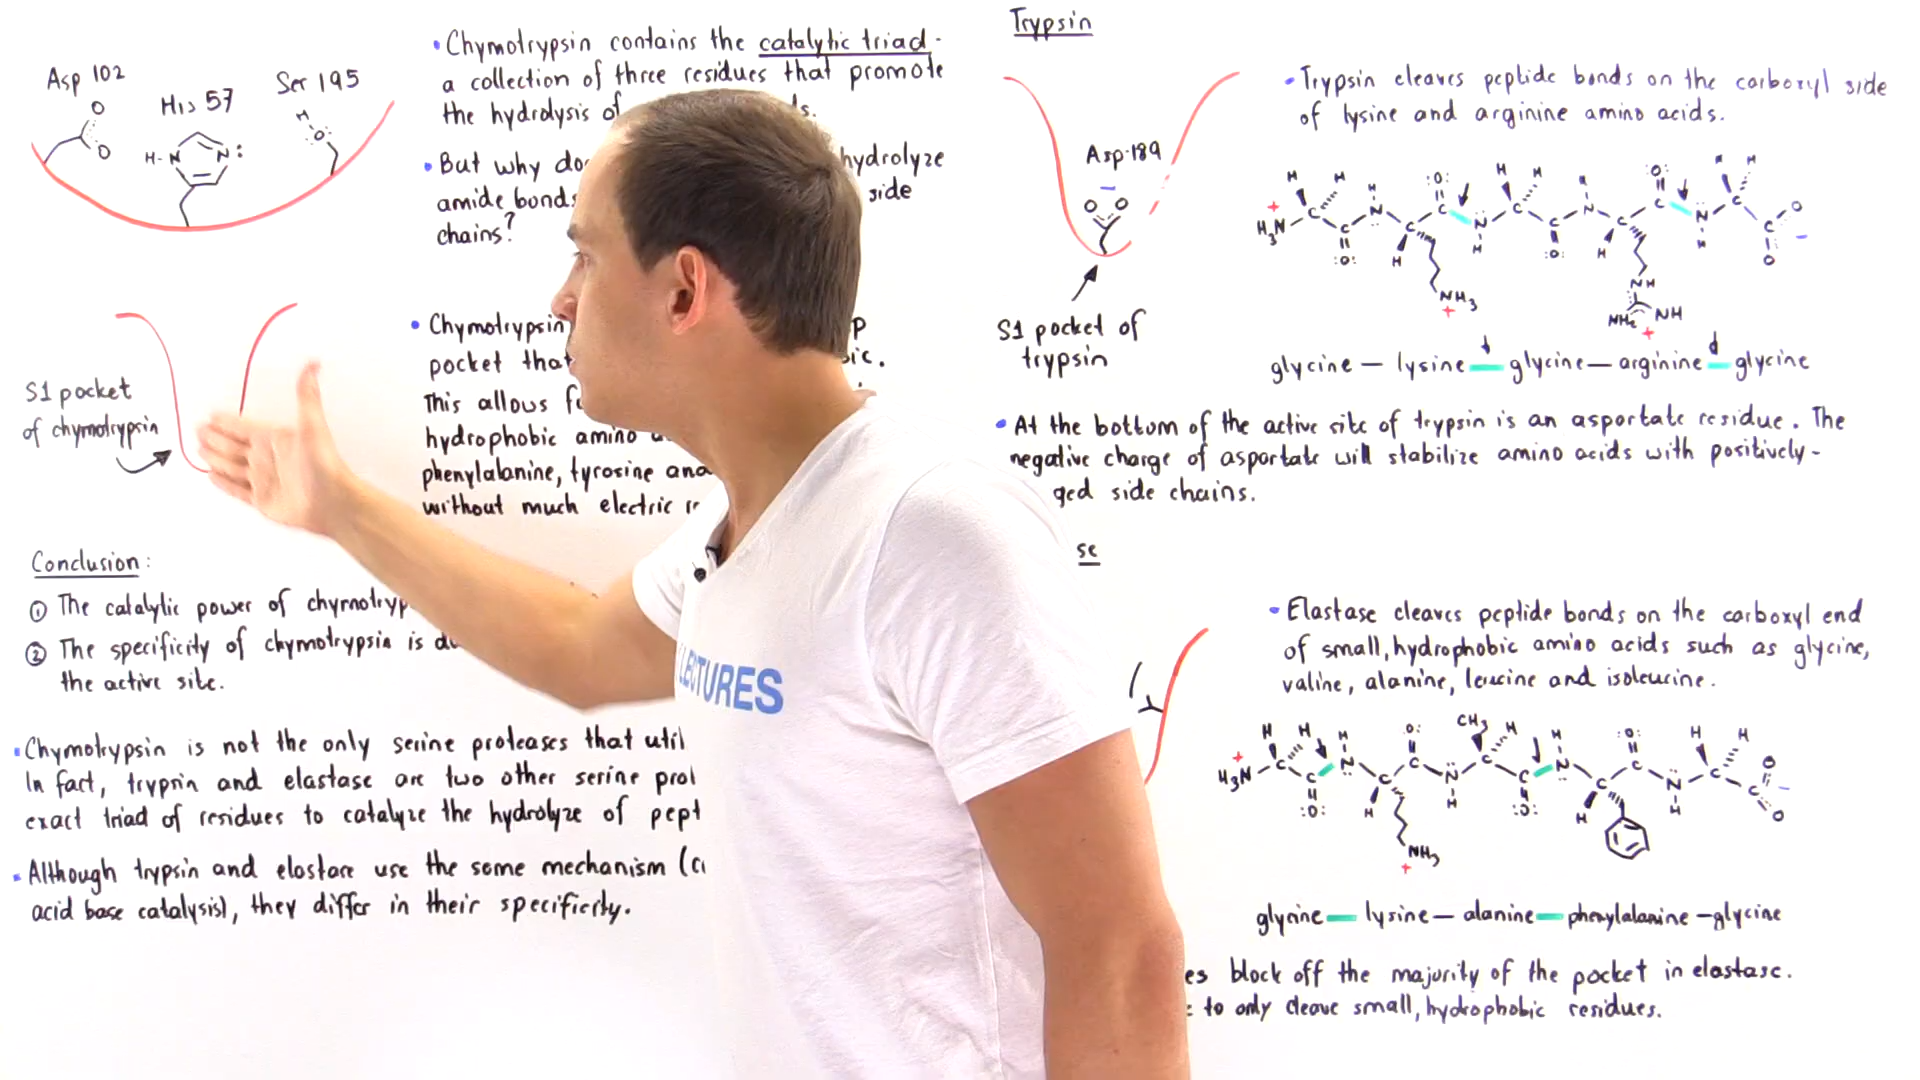 Asp 102
His 57
Ser 195
H-N
N:
• Chymotrypsin contains the catalytic triad -
a collection of three residues that promote
the hydrolysis of
• But why do hydrolyze
amide bonds side
chains?
S1 pocket
of chymotrypsin
• Chymotrypsin
pocket that
This allows
hydrophobic amino
phenylalanine, tyrosine and
without much electric
Conclusion:
① The catalytic power of
② The specificity of chymotrypsin is
the active site.
• Chymotrypsin is not the only serine proteases that
In fact, trypsin and elastase are two other serine
exact triad of residues to catalyze the hydrolyze of
• Although trypsin and elastase use the same mechanism
acid base catalysis), they differ in their specificity.
LECTURES
Trypsin
Asp-189
S1 pocket of
trypsin
• Trypsin cleaves peptide bonds on the carboxyl side
of lysine and arginine amino acids.
H₃N
NH₃
NH
NH₂
NH
glycine — lysine — glycine — arginine — glycine
• At the bottom of the active site of trypsin is an aspartate residue. The
negative charge of aspartate will stabilize amino acids with positively-
side chains.
• Elastase cleaves peptide bonds on the carboxyl end
of small, hydrophobic amino acids such as glycine,
valine, alanine, leucine and isoleucine.
H₃N
CH₃
NH₃
glycine — lysine — alanine — phenylalanine — glycine
block off the majority of the pocket in elastase.
to only cleave small, hydrophobic residues.